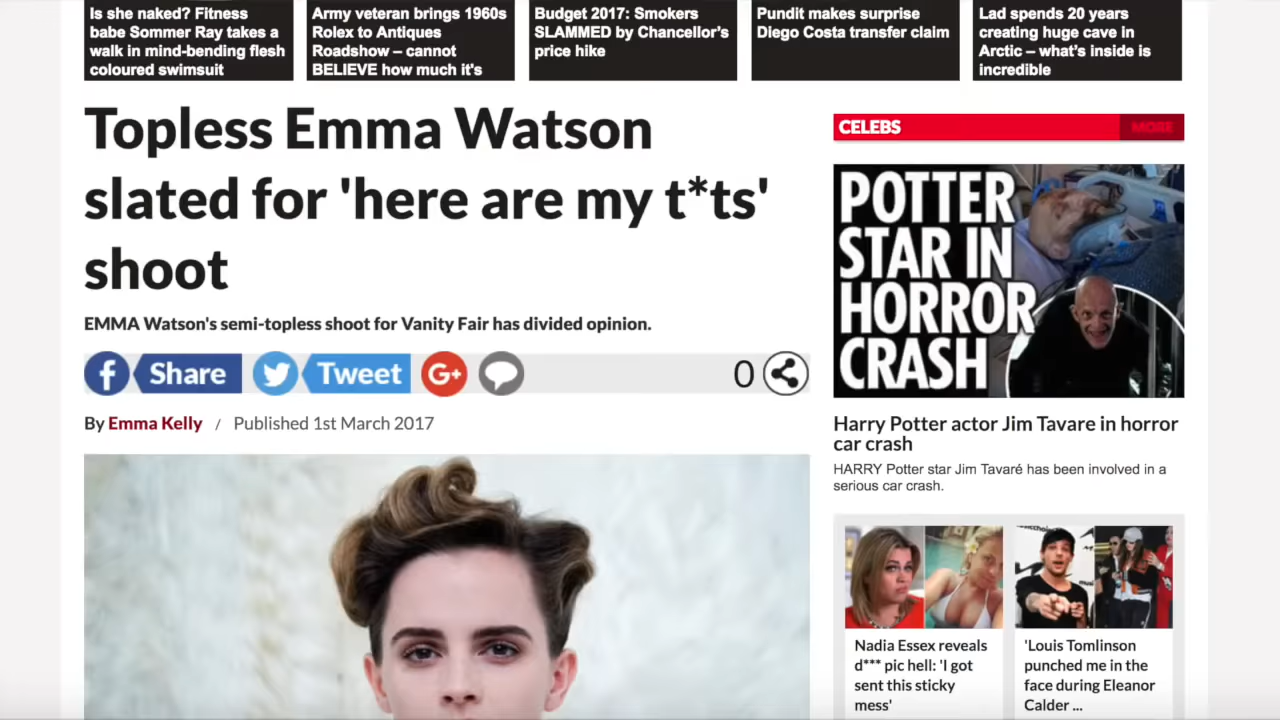 Is she naked? Fitness
babe Sommer Ray takes a
walk in mind-bending flesh
coloured swimsuit
Army veteran brings 1960s
Rolex to Antiques
Roadshow – cannot
BELIEVE how much it's
Budget 2017: Smokers
SLAMMED by Chancellor's
price hike
Pundit makes surprise
Diego Costa transfer claim
Lad spends 20 years
creating huge cave in
Arctic – what's inside is
incredible
Topless Emma Watson
slated for 'here are my t*ts'
shoot
EMMA Watson's semi-topless shoot for Vanity Fair has divided opinion.
Share
Tweet
G+
0
By Emma Kelly / Published 1st March 2017
CELEBS
MORE
POTTER
STAR IN
HORROR
CRASH
Harry Potter actor Jim Tavare in horror
car crash
HARRY Potter star Jim Tavaré has been involved in a
serious car crash.
Nadia Essex reveals
d*** pic hell: 'I got
sent this sticky
mess'
'Louis Tomlinson
punched me in the
face during Eleanor
Calder ...